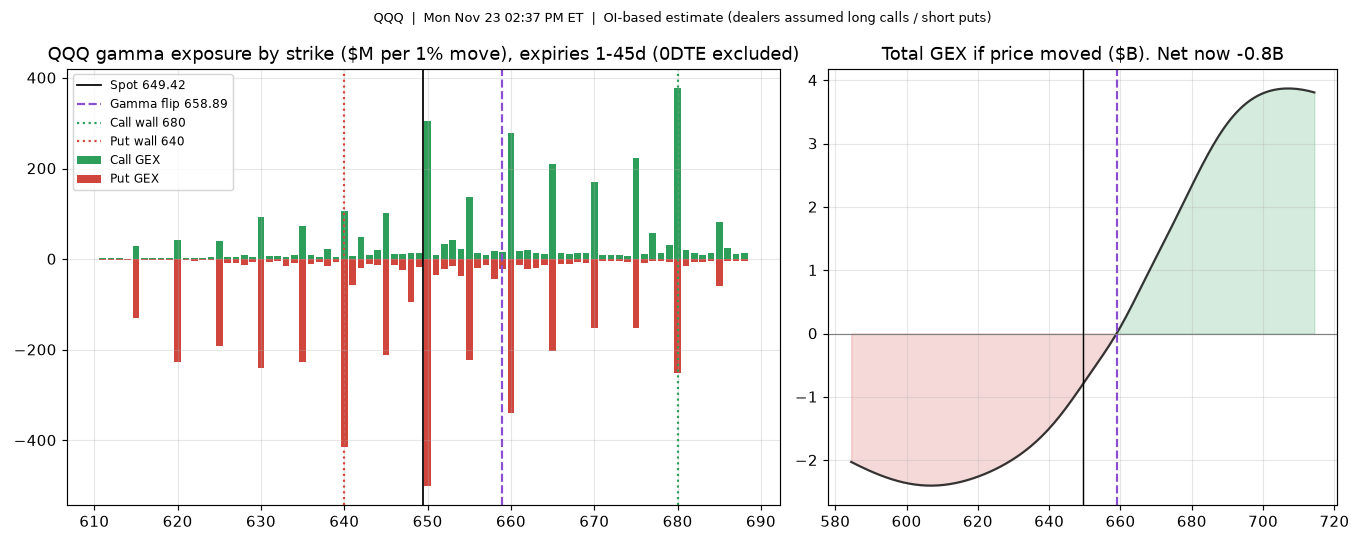 QQQ | Mon Nov 23 02:37 PM ET | OI-based estimate (dealers assumed long calls / short puts)
QQQ gamma exposure by strike ($M per 1% move), expiries 1-45d (0DTE excluded)
Spot 649.42
Gamma flip 658.89
Call wall 680
Put wall 640
Call GEX
Put GEX
400
200
0
−200
−400
610 620 630 640 650 660 670 680 690
Total GEX if price moved ($B). Net now -0.8B
4
3
2
1
0
−1
−2
580 600 620 640 660 680 700 720